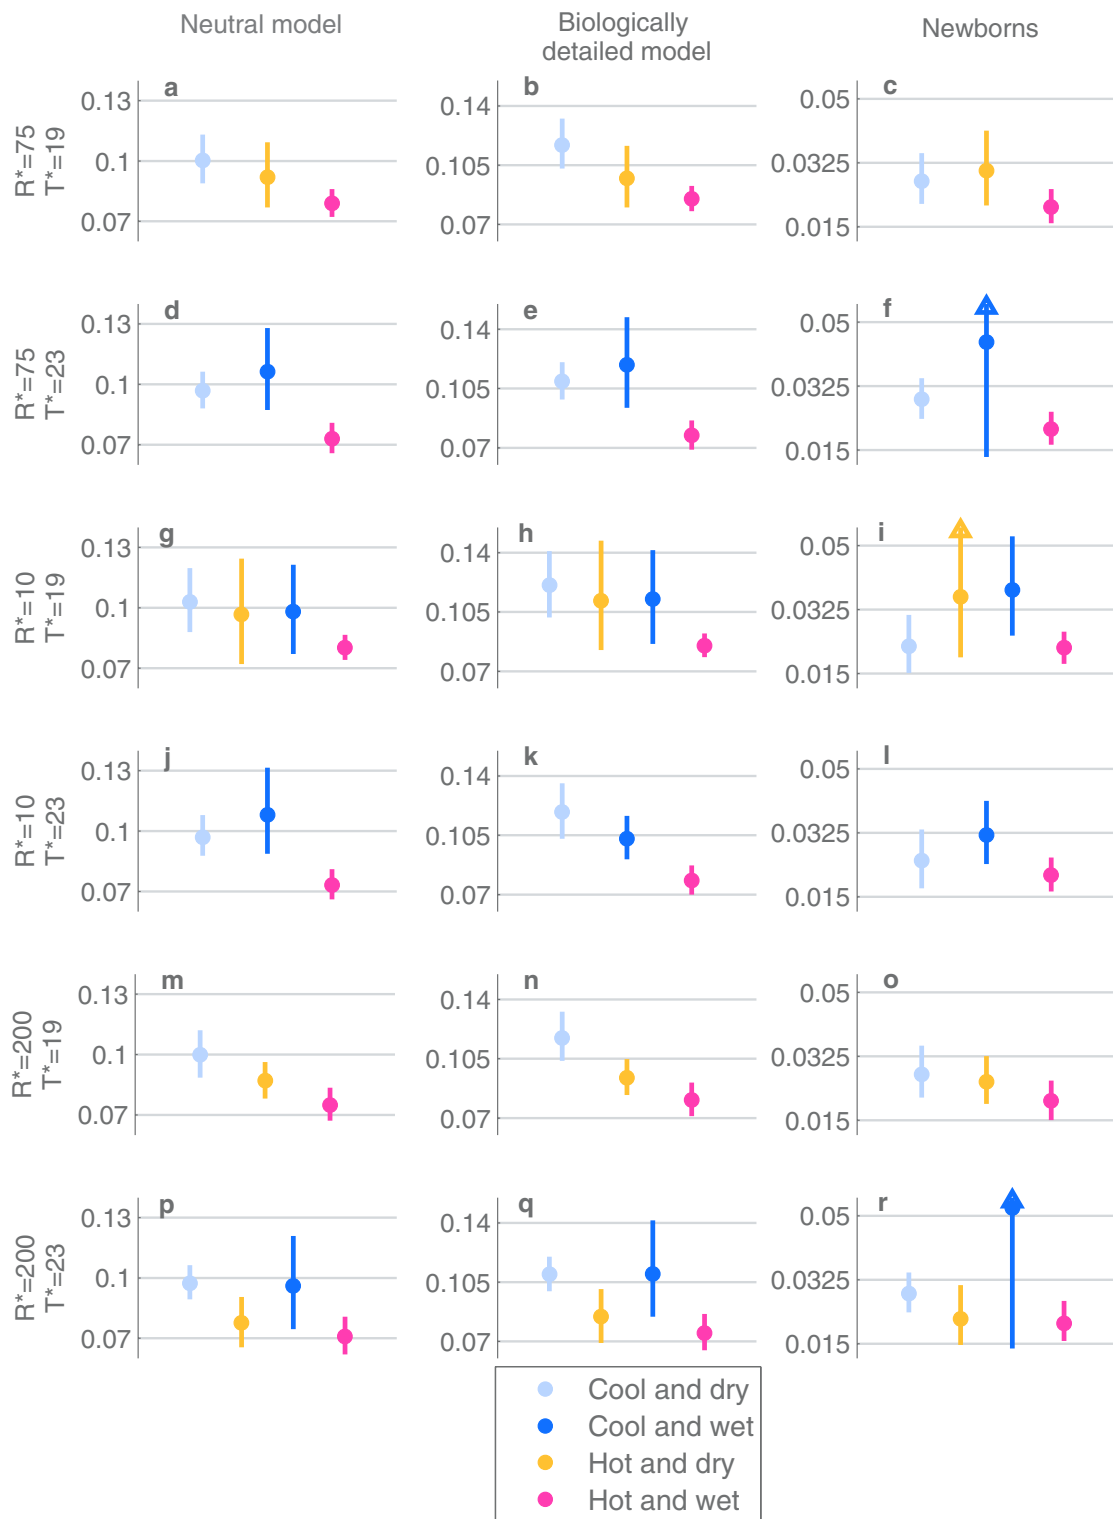 Neutral model
Biologically
detailed model
Newborns
R*=75
T*=19
a
0.13
0.1
0.07
b
0.14
0.105
0.07
c
0.05
0.0325
0.015
R*=75
T*=23
d
0.13
0.1
0.07
e
0.14
0.105
0.07
f
0.05
0.0325
0.015
R*=10
T*=19
g
0.13
0.1
0.07
h
0.14
0.105
0.07
i
0.05
0.0325
0.015
R*=10
T*=23
j
0.13
0.1
0.07
k
0.14
0.105
0.07
l
0.05
0.0325
0.015
R*=200
T*=19
m
0.13
0.1
0.07
n
0.14
0.105
0.07
o
0.05
0.0325
0.015
R*=200
T*=23
p
0.13
0.1
0.07
q
0.14
0.105
0.07
r
0.05
0.0325
0.015
Cool and dry
Cool and wet
Hot and dry
Hot and wet